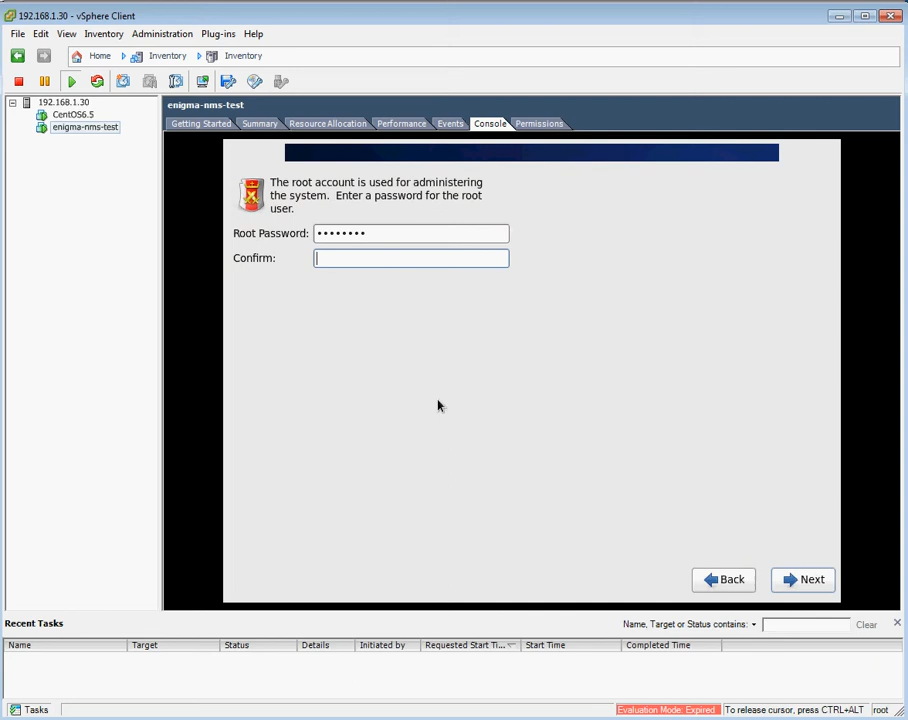 192.168.1.30 - vSphere Client
File Edit View Inventory Administration Plug-ins Help
Home Inventory Inventory
192.168.1.30
CentOS6.5
enigma-nms-test
enigma-nms-test
Getting Started Summary Resource Allocation Performance Events Console Permissions
The root account is used for administering
the system. Enter a password for the root
user.
Root Password: ••••••••
Confirm:
Back Next
Recent Tasks
Name, Target or Status contains: Clear
Name Target Status Details Initiated by Requested Start Ti... Start Time Completed Time
Tasks
Evaluation Mode: Expired To release cursor, press CTRL+ALT root